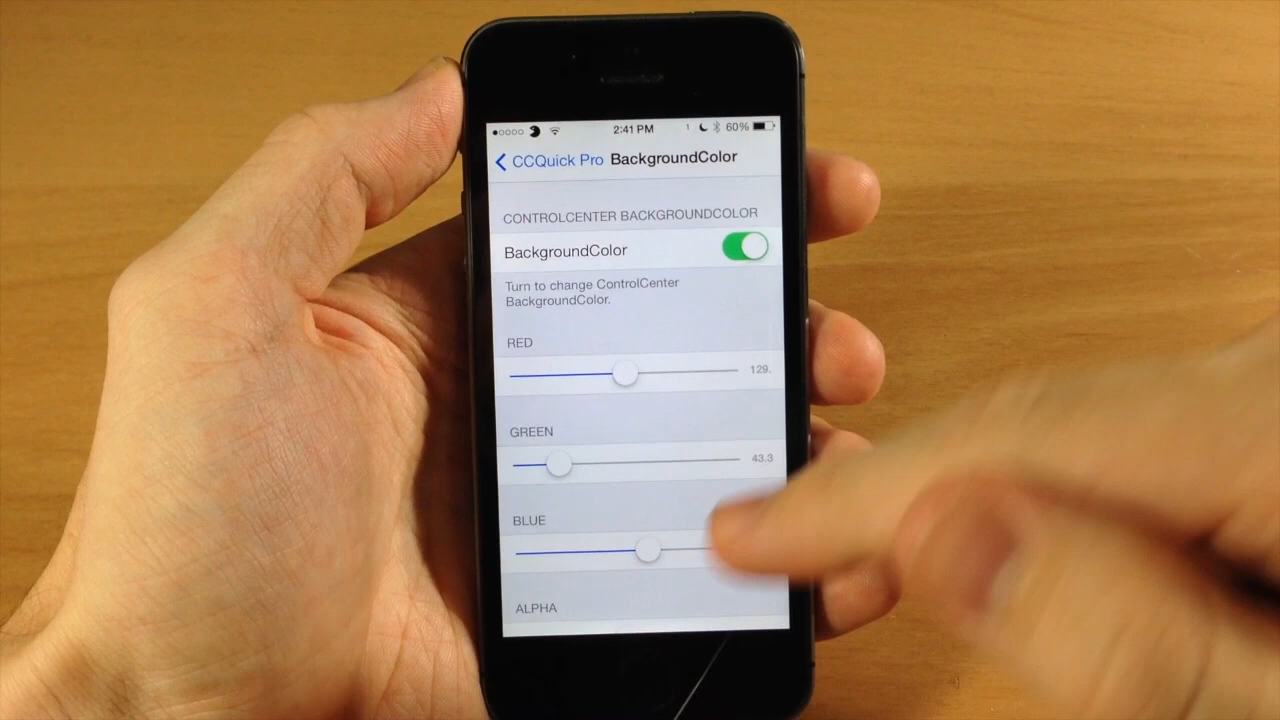 2:41 PM 1 60%
CCQuick Pro BackgroundColor
CONTROLCENTER BACKGROUNDCOLOR
BackgroundColor
Turn to change ControlCenter
BackgroundColor.
RED
129.
GREEN
43.3
BLUE
ALPHA